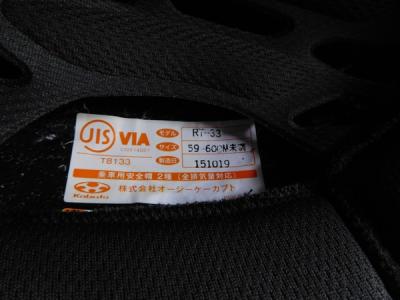 JIS VIA モデル RT-33
サイズ 59-60CM未満
T8133 製造日 151019
乗車用安全帽 2種 (全排気量対応)
Kabuto 株式会社オージーケーカブト